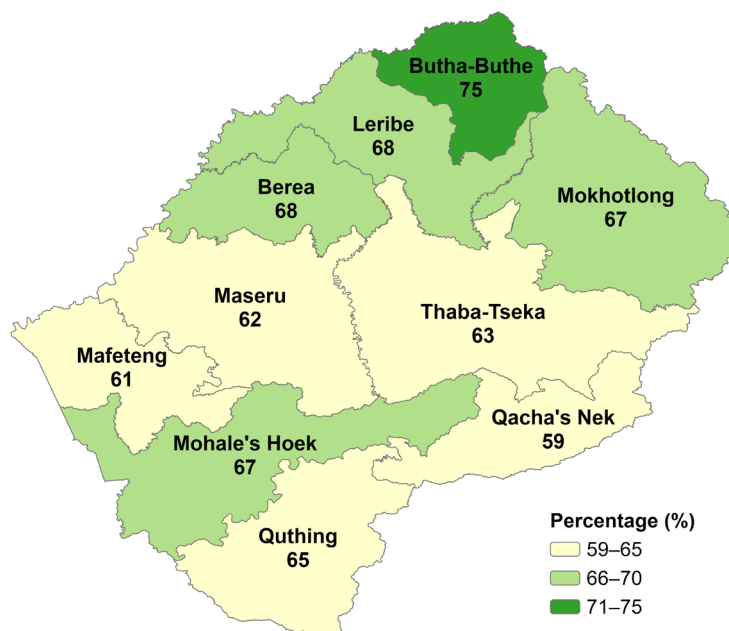 Butha-Buthe
75
Leribe
68
Berea
68
Mokhotlong
67
Maseru
62
Thaba-Tseka
63
Mafeteng
61
Qacha's Nek
59
Mohale's Hoek
67
Quthing
65
Percentage (%)
59–65
66–70
71–75